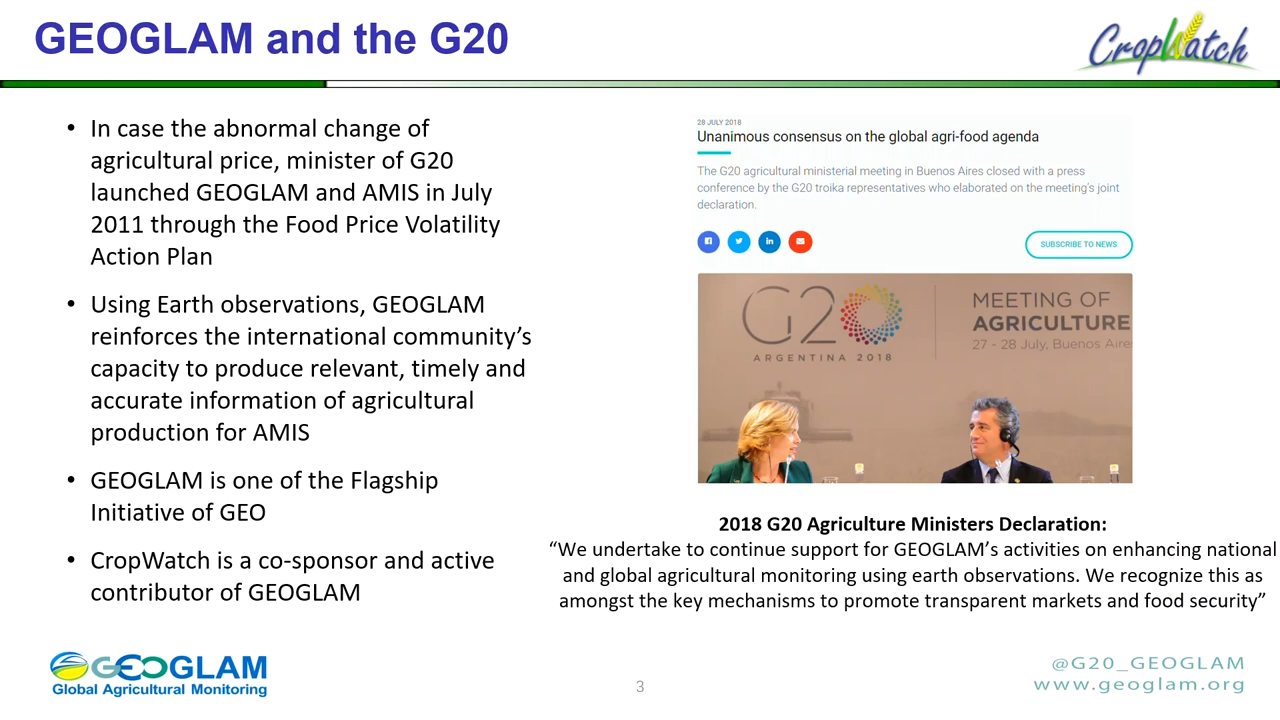 GEOGLAM and the G20
CropWatch
• In case the abnormal change of
agricultural price, minister of G20
launched GEOGLAM and AMIS in July
2011 through the Food Price Volatility
Action Plan
• Using Earth observations, GEOGLAM
reinforces the international community’s
capacity to produce relevant, timely and
accurate information of agricultural
production for AMIS
• GEOGLAM is one of the Flagship
Initiative of GEO
• CropWatch is a co-sponsor and active
contributor of GEOGLAM
28 JULY 2018
Unanimous consensus on the global agri-food agenda
The G20 agricultural ministerial meeting in Buenos Aires closed with a press
conference by the G20 troika representatives who elaborated on the meeting's joint
declaration.
SUBSCRIBE TO NEWS
G20
ARGENTINA 2018
MEETING OF
AGRICULTURE
27 - 28 July, Buenos Aire
2018 G20 Agriculture Ministers Declaration:
“We undertake to continue support for GEOGLAM’s activities on enhancing national
and global agricultural monitoring using earth observations. We recognize this as
amongst the key mechanisms to promote transparent markets and food security”
GEOGLAM
Global Agricultural Monitoring
3
@G20_GEOGLAM
www.geoglam.org